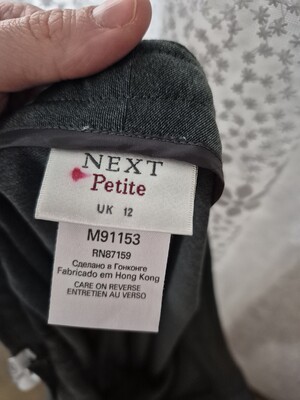 NEXT
Petite
UK 12
M91153
RN87159
Сделано в Гонконге
Fabricado em Hong Kong
CARE ON REVERSE
ENTRETIEN AU VERSO